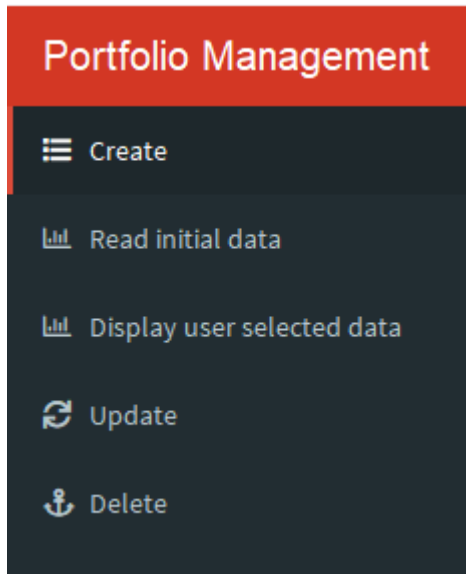 Portfolio Management
Create
Read initial data
Display user selected data
Update
Delete